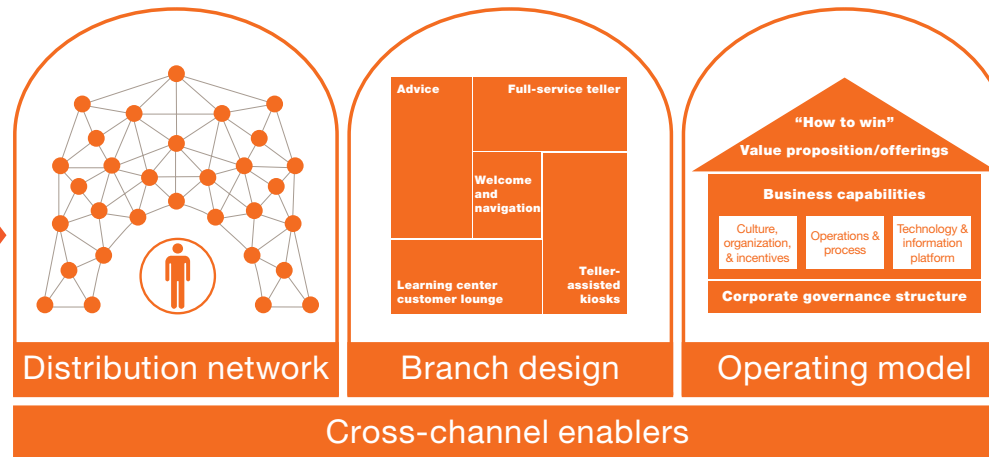 Advice
Full-service teller
Welcome
and
navigation
Learning center
customer lounge
Teller-
assisted
kiosks
“How to win”
Value proposition/offerings
Business capabilities
Culture,
organization,
& incentives
Operations &
process
Technology &
information
platform
Corporate governance structure
Distribution network
Branch design
Operating model
Cross-channel enablers